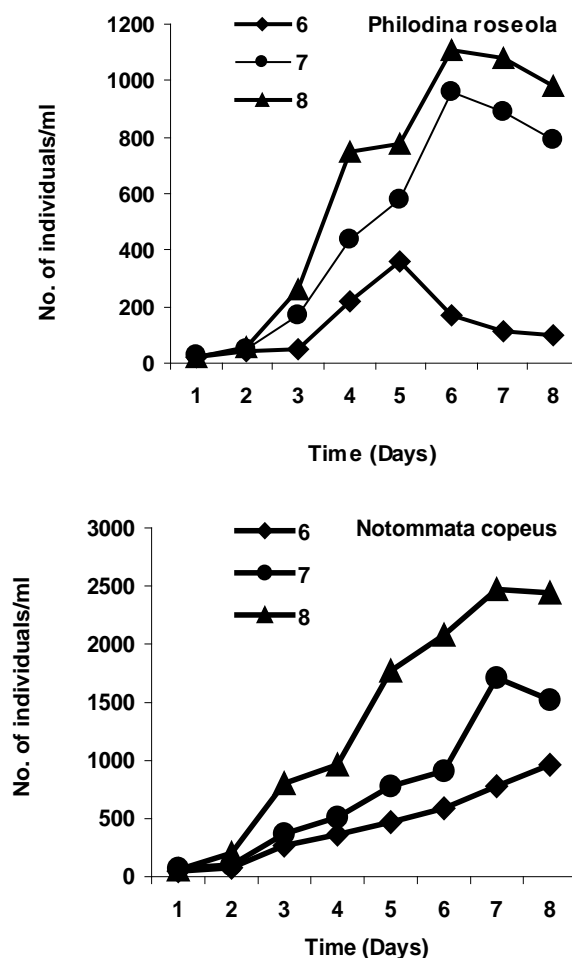 Philodina roseola
6
7
8
No. of individuals/ml
1200
1000
800
600
400
200
0
1 2 3 4 5 6 7 8
Time (Days)
Notommata copeus
6
7
8
No. of individuals/ml
3000
2500
2000
1500
1000
500
0
1 2 3 4 5 6 7 8
Time (Days)